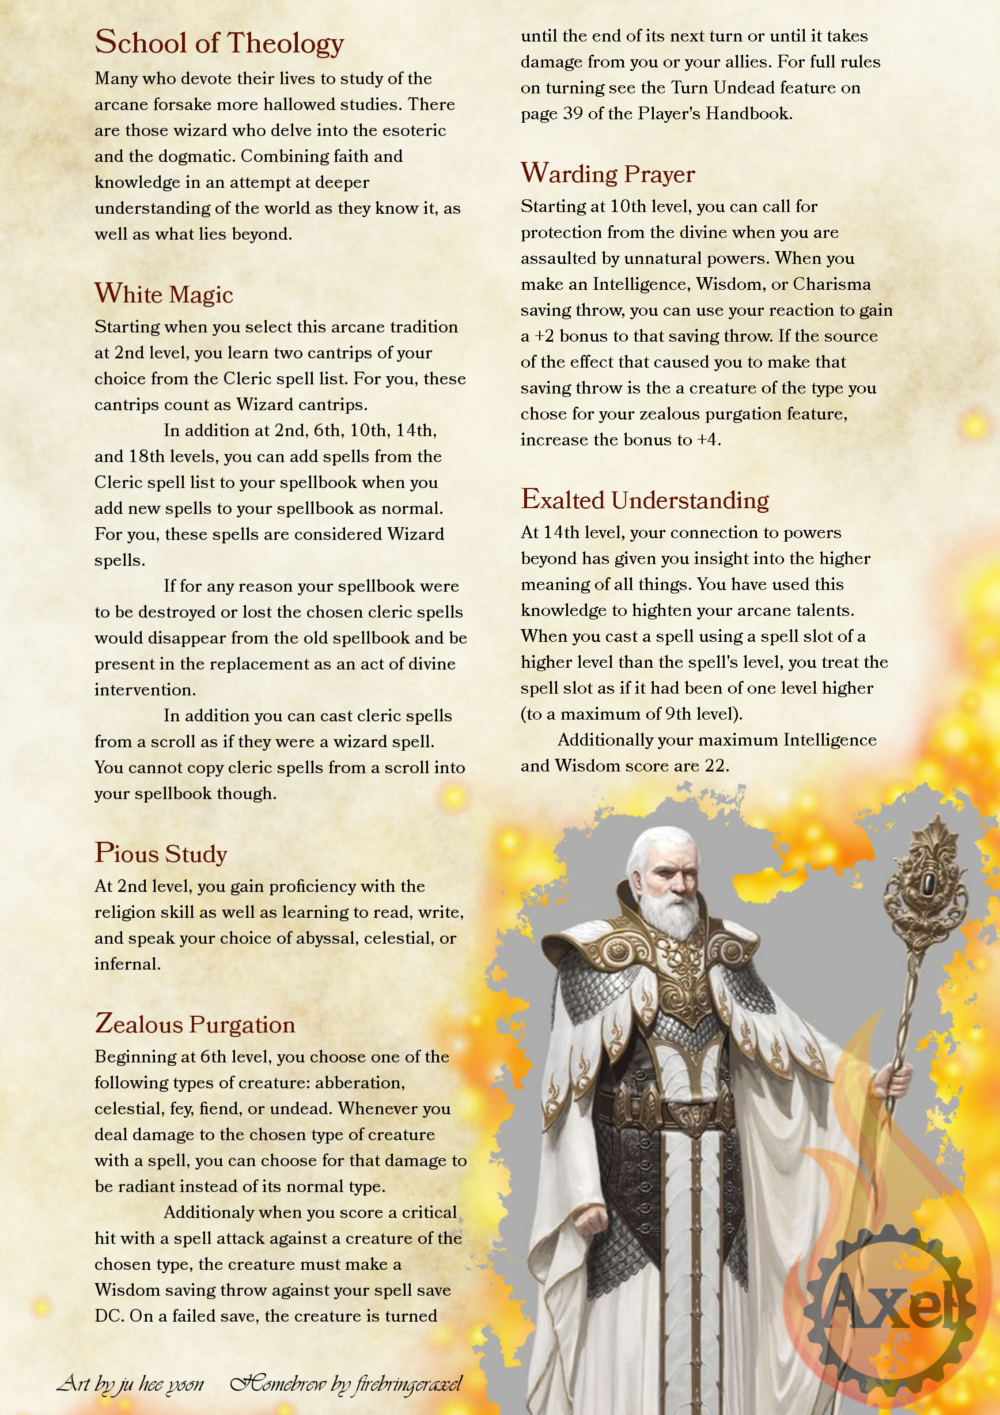 School of Theology
Many who devote their lives to study of the
arcane forsake more hallowed studies. There
are those wizard who delve into the esoteric
and the dogmatic. Combining faith and
knowledge in an attempt at deeper
understanding of the world as they know it, as
well as what lies beyond.
White Magic
Starting when you select this arcane tradition
at 2nd level, you learn two cantrips of your
choice from the Cleric spell list. For you, these
cantrips count as Wizard cantrips.
In addition at 2nd, 6th, 10th, 14th,
and 18th levels, you can add spells from the
Cleric spell list to your spellbook when you
add new spells to your spellbook as normal.
For you, these spells are considered Wizard
spells.
If for any reason your spellbook were
to be destroyed or lost the chosen cleric spells
would disappear from the old spellbook and be
present in the replacement as an act of divine
intervention.
In addition you can cast cleric spells
from a scroll as if they were a wizard spell.
You cannot copy cleric spells from a scroll into
your spellbook though.
Pious Study
At 2nd level, you gain proficiency with the
religion skill as well as learning to read, write,
and speak your choice of abyssal, celestial, or
infernal.
Zealous Purgation
Beginning at 6th level, you choose one of the
following types of creature: abberation,
celestial, fey, fiend, or undead. Whenever you
deal damage to the chosen type of creature
with a spell, you can choose for that damage to
be radiant instead of its normal type.
Additionaly when you score a critical
hit with a spell attack against a creature of the
chosen type, the creature must make a
Wisdom saving throw against your spell save
DC. On a failed save, the creature is turned
until the end of its next turn or until it takes
damage from you or your allies. For full rules
on turning see the Turn Undead feature on
page 39 of the Player's Handbook.
Warding Prayer
Starting at 10th level, you can call for
protection from the divine when you are
assaulted by unnatural powers. When you
make an Intelligence, Wisdom, or Charisma
saving throw, you can use your reaction to gain
a +2 bonus to that saving throw. If the source
of the effect that caused you to make that
saving throw is the a creature of the type you
chose for your zealous purgation feature,
increase the bonus to +4.
Exalted Understanding
At 14th level, your connection to powers
beyond has given you insight into the higher
meaning of all things. You have used this
knowledge to highten your arcane talents.
When you cast a spell using a spell slot of a
higher level than the spell's level, you treat the
spell slot as if it had been of one level higher
(to a maximum of 9th level).
Additionally your maximum Intelligence
and Wisdom score are 22.
Axel
Art by ju hee yoon Homebrew by firebringeraxel